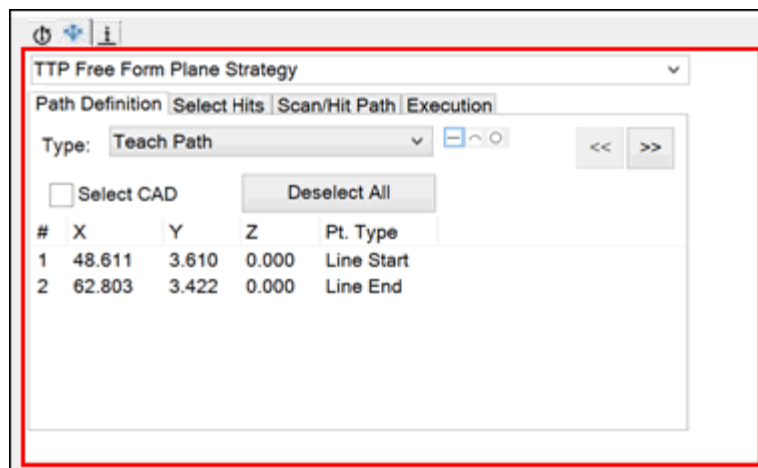 TTP Free Form Plane Strategy
Path Definition Select Hits Scan/Hit Path Execution
Type: Teach Path << >>
Select CAD Deselect All
# X Y Z Pt. Type
1 48.611 3.610 0.000 Line Start
2 62.803 3.422 0.000 Line End